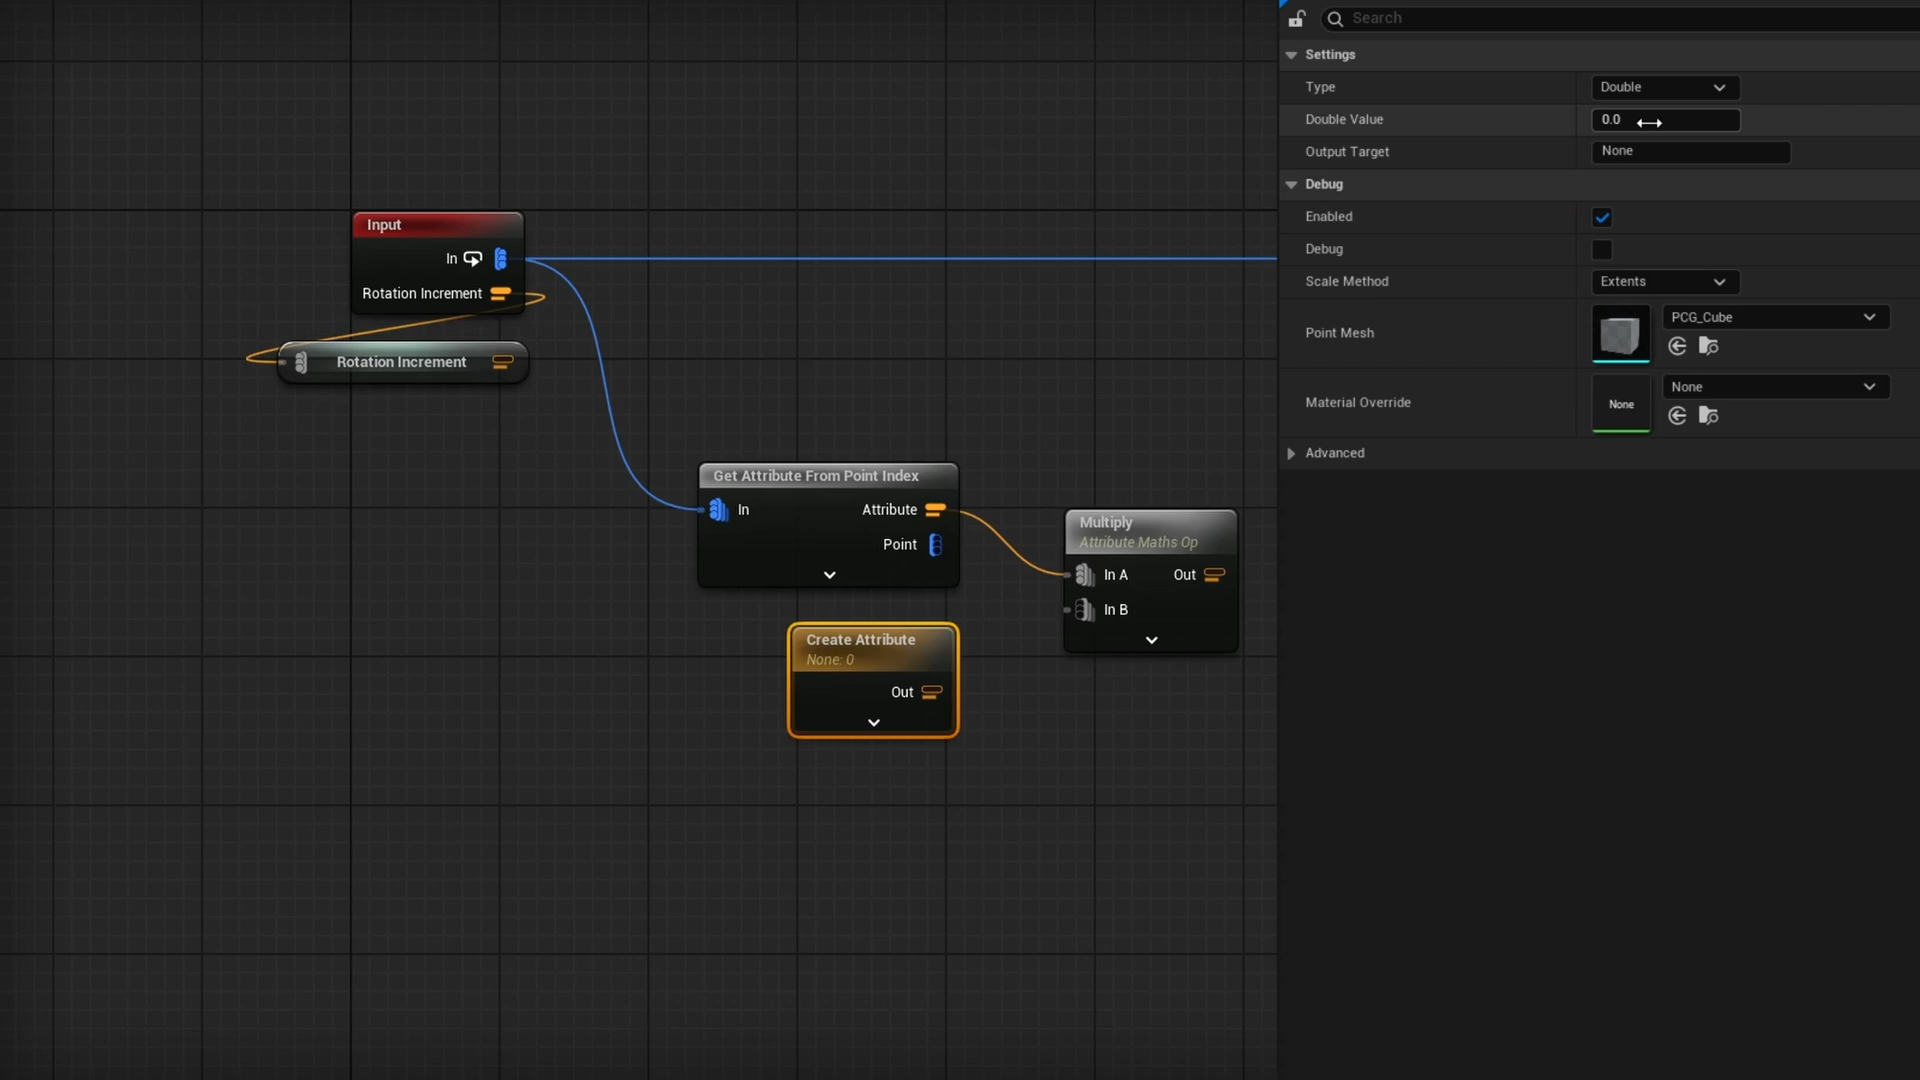 Input
In
Rotation Increment
Rotation Increment
Get Attribute From Point Index
In
Attribute
Point
Multiply
Attribute Maths Op
In A
Out
In B
Create Attribute
None: 0
Out
Search
Settings
Type
Double
Double Value
0.0
Output Target
None
Debug
Enabled
Debug
Scale Method
Extents
Point Mesh
PCG_Cube
Material Override
None
None
Advanced